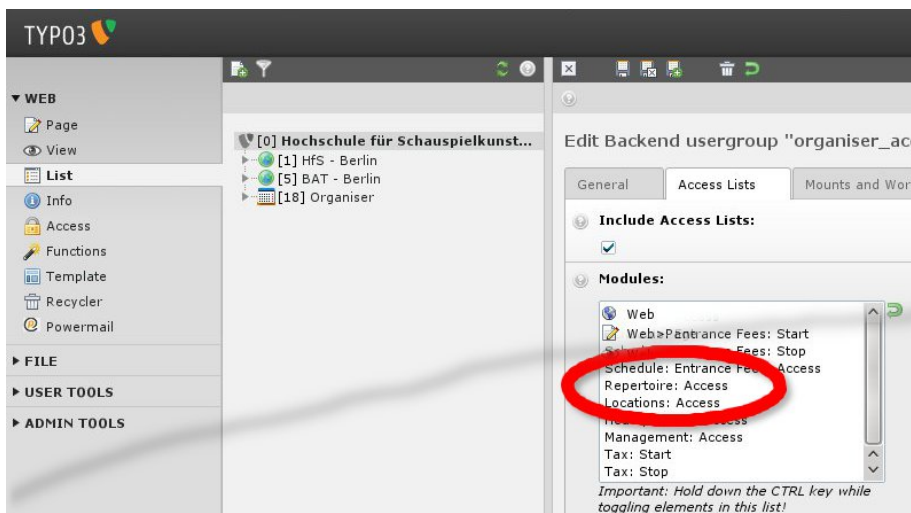 TYPO3
WEB
Page
View
List
Info
Access
Functions
Template
Recycler
Powermail
FILE
USER TOOLS
ADMIN TOOLS
[0] Hochschule für Schauspielkunst...
[1] HfS - Berlin
[5] BAT - Berlin
[18] Organiser
Edit Backend usergroup "organiser_ac
General
Access Lists
Mounts and Wor
Include Access Lists:
Modules:
Web
Web>P Entrance Fees: Start
Fees: Stop
Schedule: Entrance Fees: Access
Repertoire: Access
Locations: Access
Management: Access
Tax: Start
Tax: Stop
Important: Hold down the CTRL key while
toggling elements in this list!